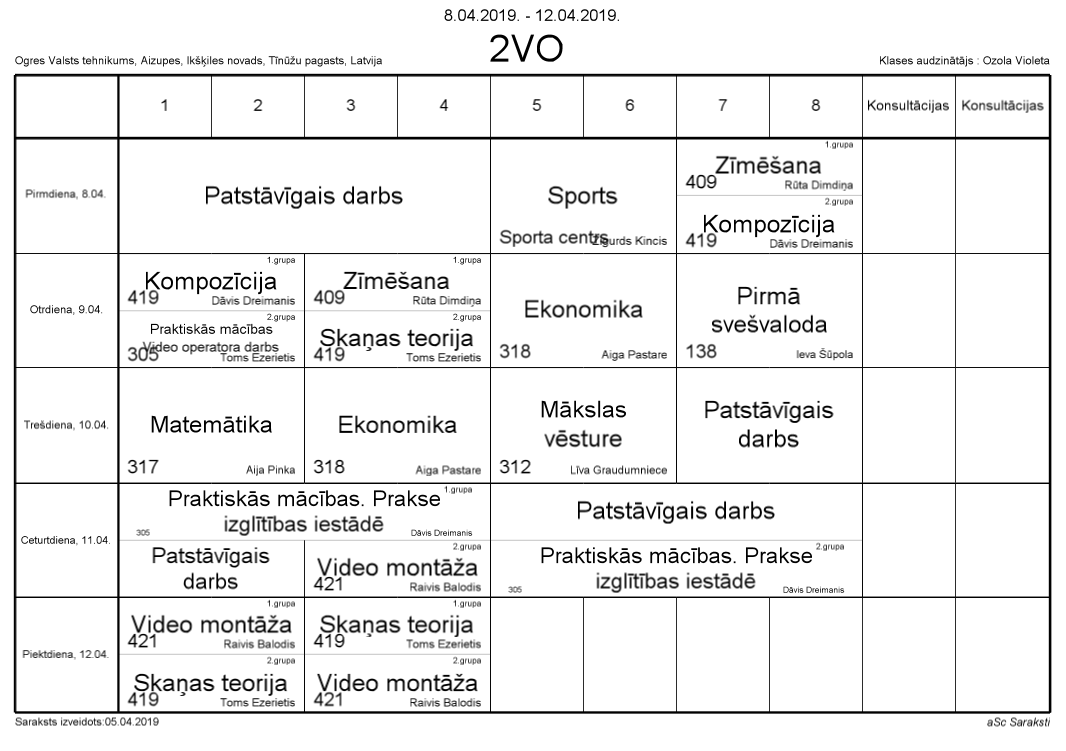 8.04.2019. - 12.04.2019.
2VO
Ogres Valsts tehnikums, Aizupes, Ikšķiles novads, Tīnūžu pagasts, Latvija
Klases audzinātājs : Ozola Violeta
1 2 3 4 5 6 7 8 Konsultācijas Konsultācijas
Pirmdiena, 8.04.
Patstāvīgais darbs
Sports
Sporta centrs Zigurds Kincis
1.grupa
Zīmēšana
409 Rūta Dimdiņa
2.grupa
Kompozīcija
419 Dāvis Dreimanis
Otrdiena, 9.04.
1.grupa
Kompozīcija
419 Dāvis Dreimanis
2.grupa
Praktiskās mācības
Video operatora darbs
305 Toms Ezerietis
1.grupa
Zīmēšana
409 Rūta Dimdiņa
2.grupa
Skaņas teorija
419 Toms Ezerietis
Ekonomika
318 Aiga Pastare
Pirmā
svešvaloda
138 Ieva Šūpola
Trešdiena, 10.04.
Matemātika
317 Aija Pinka
Ekonomika
318 Aiga Pastare
Mākslas
vēsture
312 Līva Graudumniece
Patstāvīgais
darbs
Ceturtdiena, 11.04.
Praktiskās mācības. Prakse 1.grupa
izglītības iestādē
305 Dāvis Dreimanis
Patstāvīgais
darbs
2.grupa
Video montāža
421 Raivis Balodis
Patstāvīgais darbs
Praktiskās mācības. Prakse 2.grupa
izglītības iestādē
305 Dāvis Dreimanis
Piektdiena, 12.04.
1.grupa
Video montāža
421 Raivis Balodis
2.grupa
Skaņas teorija
419 Toms Ezerietis
1.grupa
Skaņas teorija
419 Toms Ezerietis
2.grupa
Video montāža
421 Raivis Balodis
Saraksts izveidots:05.04.2019
aSc Saraksti